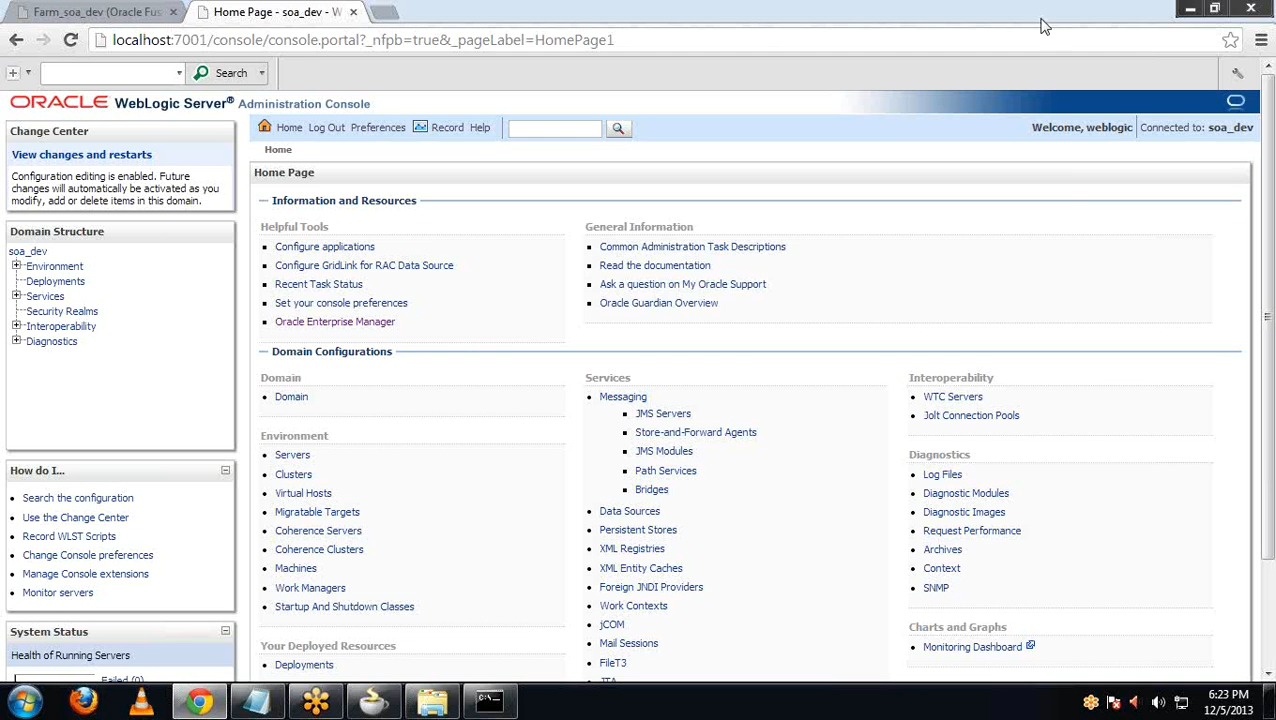 Farm_soa_dev (Oracle Fus
Home Page - soa_dev - W
localhost:7001/console/console.portal?_nfpb=true&_pageLabel=HomePage1
Search
ORACLE WebLogic Server® Administration Console
Change Center
View changes and restarts
Configuration editing is enabled. Future
changes will automatically be activated as you
modify, add or delete items in this domain.
Domain Structure
soa_dev
Environment
Deployments
Services
Security Realms
Interoperability
Diagnostics
How do I...
Search the configuration
Use the Change Center
Record WLST Scripts
Change Console preferences
Manage Console extensions
Monitor servers
System Status
Health of Running Servers
Failed (0)
Home Log Out Preferences Record Help
Welcome, weblogic Connected to: soa_dev
Home
Home Page
Information and Resources
Helpful Tools
Configure applications
Configure GridLink for RAC Data Source
Recent Task Status
Set your console preferences
Oracle Enterprise Manager
General Information
Common Administration Task Descriptions
Read the documentation
Ask a question on My Oracle Support
Oracle Guardian Overview
Domain Configurations
Domain
Domain
Environment
Servers
Clusters
Virtual Hosts
Migratable Targets
Coherence Servers
Coherence Clusters
Machines
Work Managers
Startup And Shutdown Classes
Your Deployed Resources
Deployments
Services
Messaging
JMS Servers
Store-and-Forward Agents
JMS Modules
Path Services
Bridges
Data Sources
Persistent Stores
XML Registries
XML Entity Caches
Foreign JNDI Providers
Work Contexts
jCOM
Mail Sessions
FileT3
JTA
Interoperability
WTC Servers
Jolt Connection Pools
Diagnostics
Log Files
Diagnostic Modules
Diagnostic Images
Request Performance
Archives
Context
SNMP
Charts and Graphs
Monitoring Dashboard
6:23 PM
12/5/2013